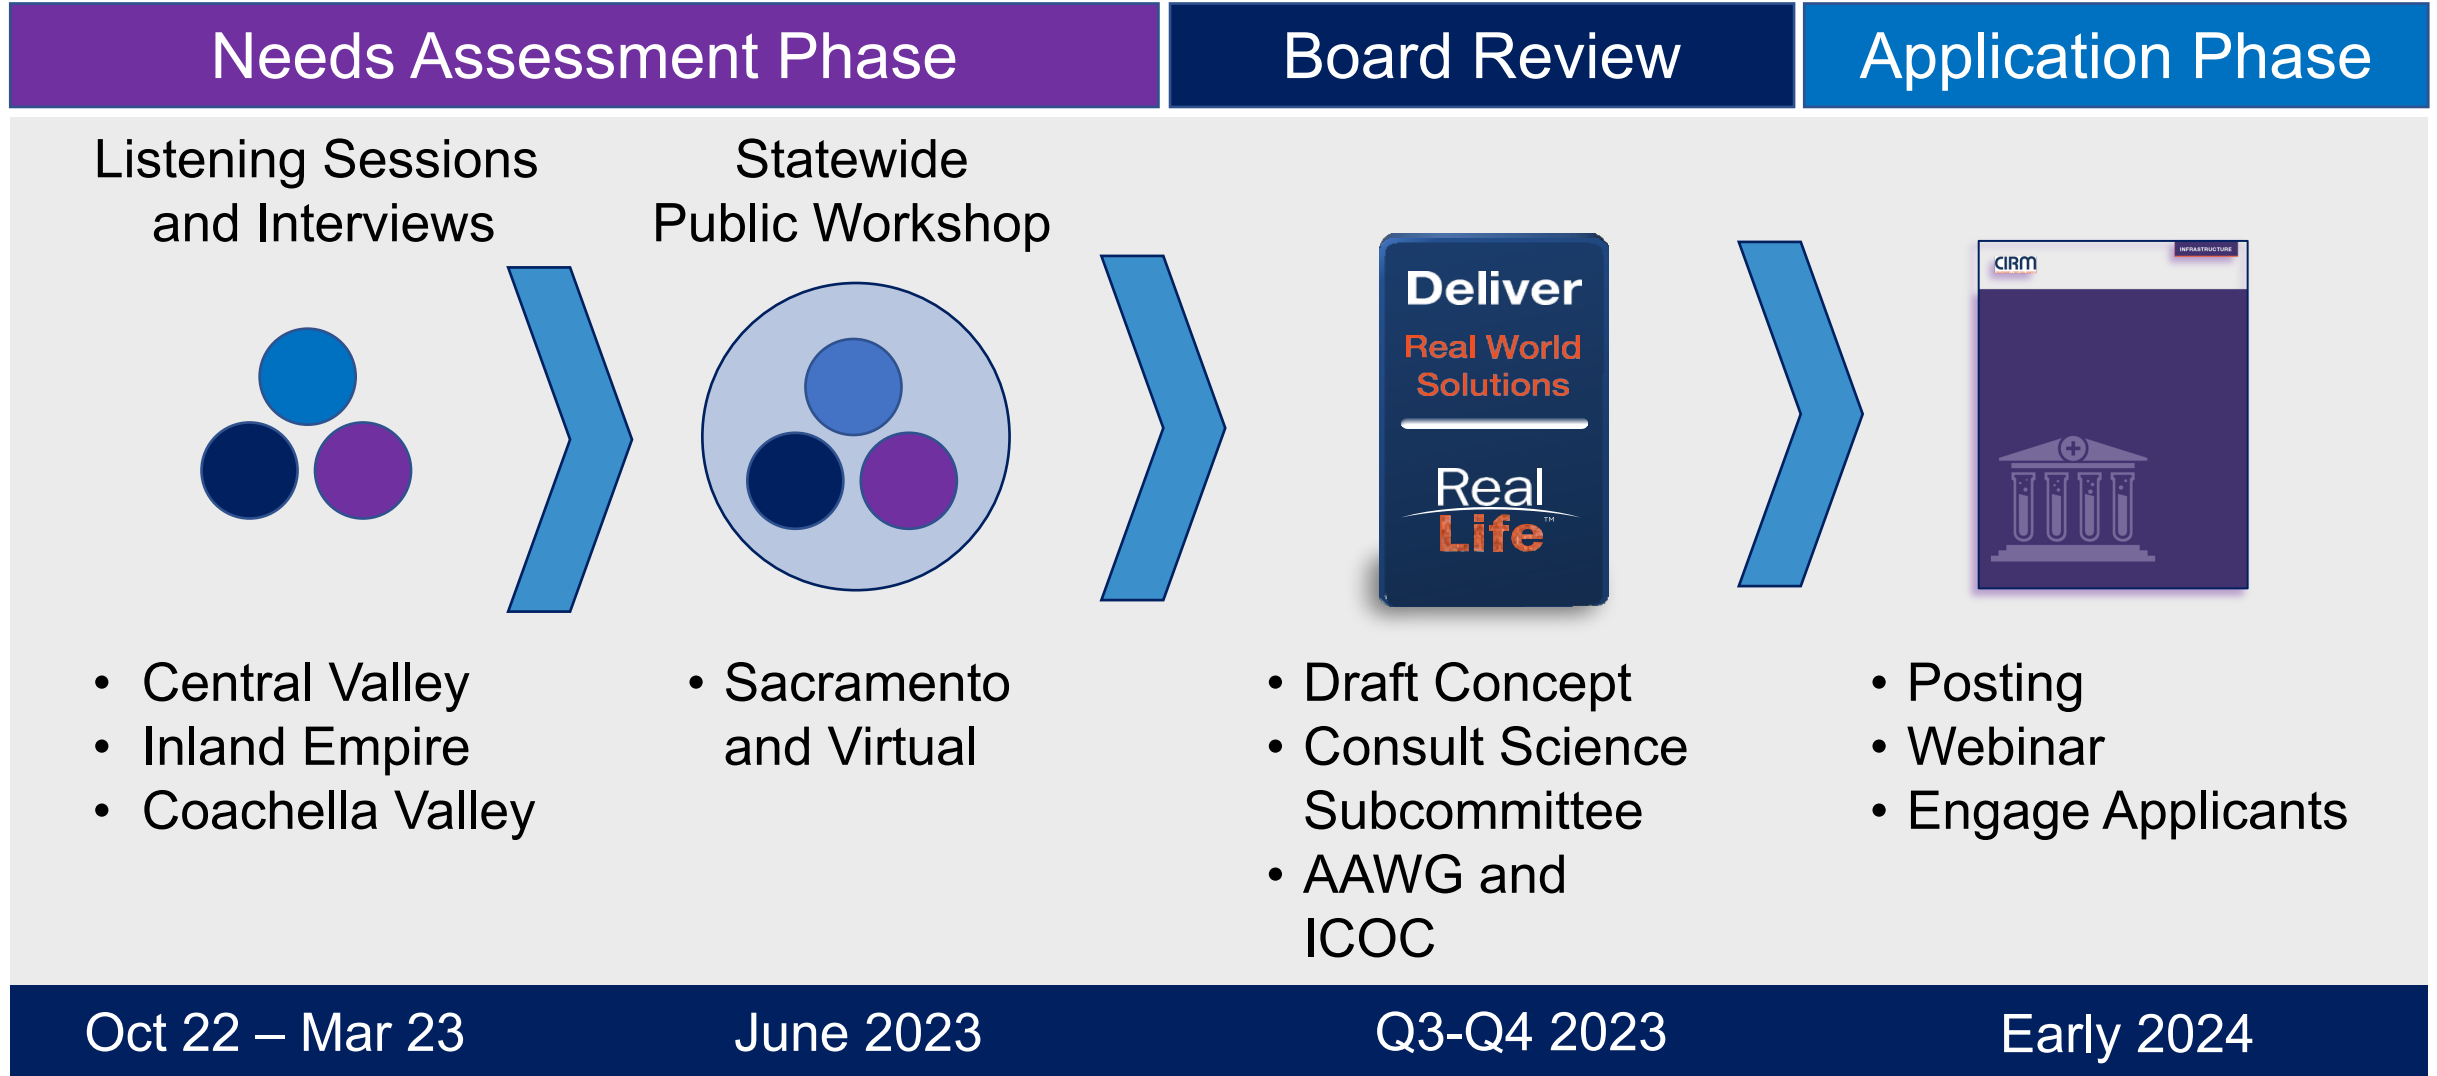 Needs Assessment Phase
Board Review
Application Phase
Listening Sessions
and Interviews
Statewide
Public Workshop
Deliver
Real World
Solutions
Real
Life™
CIRM
INFRASTRUCTURE
• Central Valley
• Inland Empire
• Coachella Valley
• Sacramento
and Virtual
• Draft Concept
• Consult Science
Subcommittee
• AAWG and
ICOC
• Posting
• Webinar
• Engage Applicants
Oct 22 – Mar 23
June 2023
Q3-Q4 2023
Early 2024